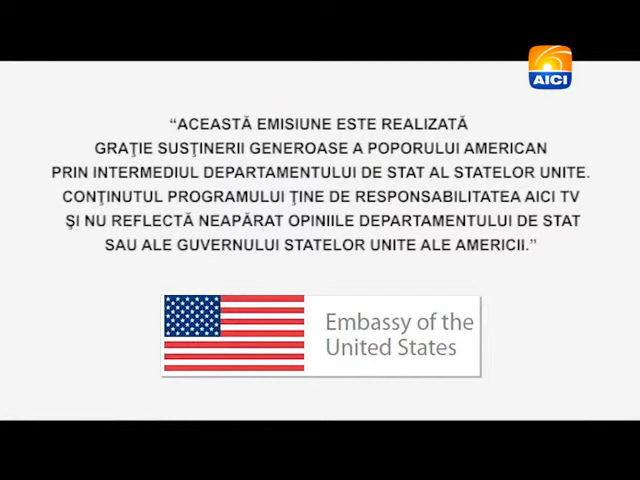 AICI
“ACEASTĂ EMISIUNE ESTE REALIZATĂ
GRAŢIE SUSŢINERII GENEROASE A POPORULUI AMERICAN
PRIN INTERMEDIUL DEPARTAMENTULUI DE STAT AL STATELOR UNITE.
CONŢINUTUL PROGRAMULUI ŢINE DE RESPONSABILITATEA AICI TV
ŞI NU REFLECTĂ NEAPĂRAT OPINIILE DEPARTAMENTULUI DE STAT
SAU ALE GUVERNULUI STATELOR UNITE ALE AMERICII.”
Embassy of the
United States